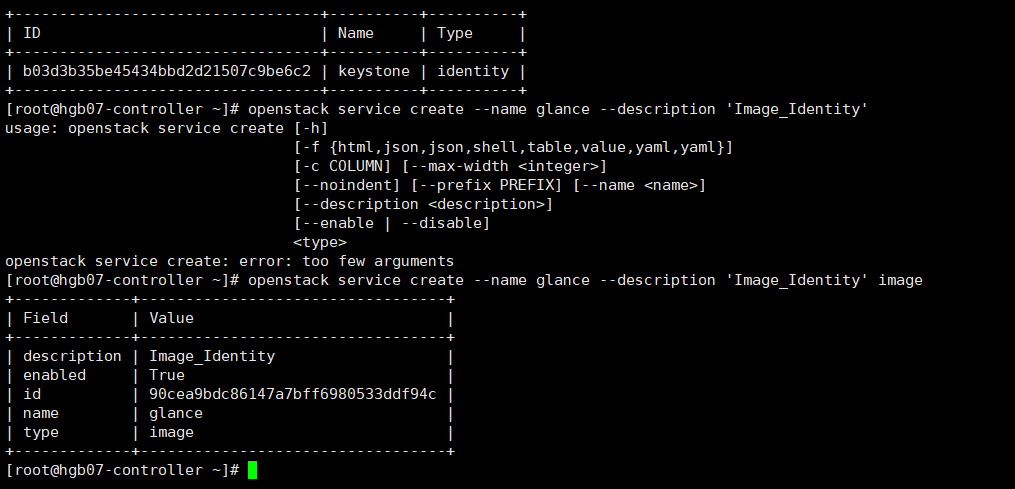 +----------------------------------+----------+----------+
| ID                               | Name     | Type     |
+----------------------------------+----------+----------+
| b03d3b35be45434bbd2d21507c9be6c2 | keystone | identity |
+----------------------------------+----------+----------+
[root@hgb07-controller ~]# openstack service create --name glance --description 'Image_Identity'
usage: openstack service create [-h]
                                [-f {html,json,json,shell,table,value,yaml,yaml}]
                                [-c COLUMN] [--max-width <integer>]
                                [--noindent] [--prefix PREFIX] [--name <name>]
                                [--description <description>]
                                [--enable | --disable]
                                <type>
openstack service create: error: too few arguments
[root@hgb07-controller ~]# openstack service create --name glance --description 'Image_Identity' image
+-------------+----------------------------------+
| Field       | Value                            |
+-------------+----------------------------------+
| description | Image_Identity                   |
| enabled     | True                             |
| id          | 90cea9bdc86147a7bff6980533ddf94c |
| name        | glance                           |
| type        | image                            |
+-------------+----------------------------------+
[root@hgb07-controller ~]#